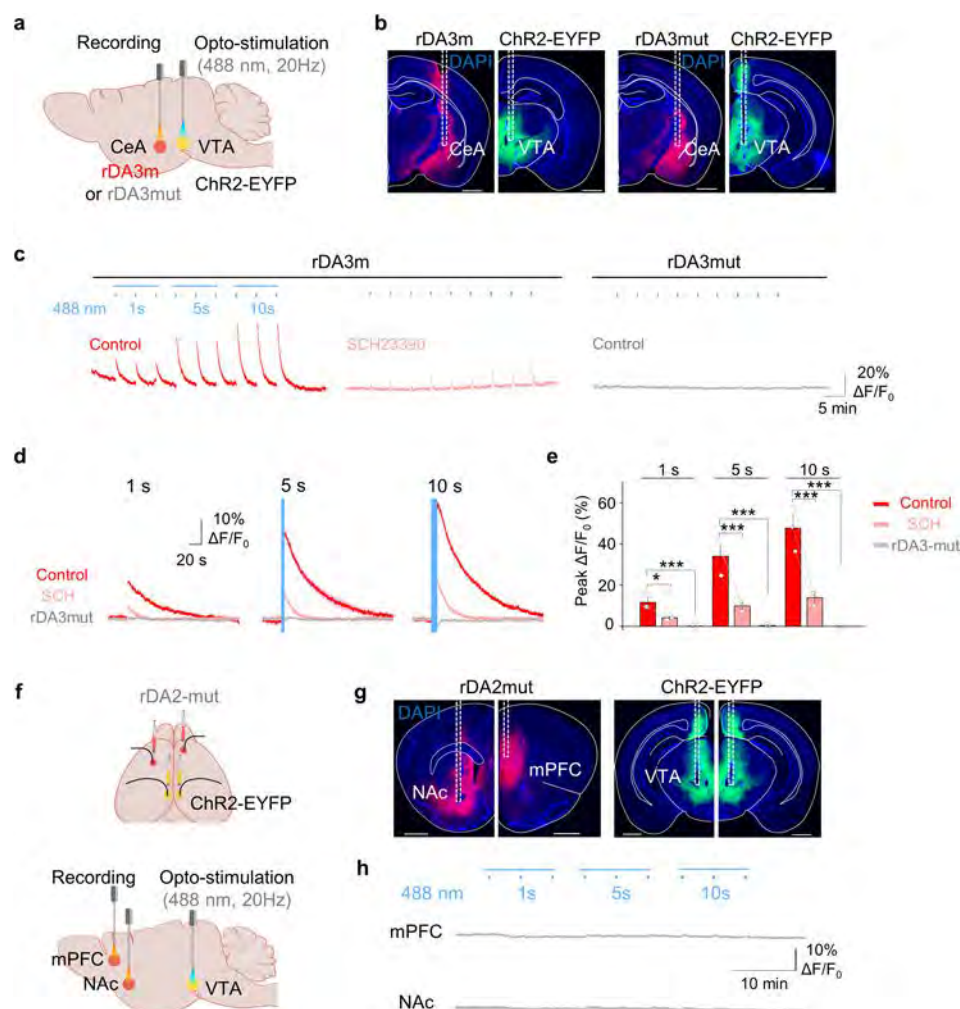 a
Recording
Opto-stimulation
(488 nm, 20Hz)
CeA
VTA
rDA3m
or rDA3mut
ChR2-EYFP
b
rDA3m
ChR2-EYFP
rDA3mut
ChR2-EYFP
DAPI
DAPI
CeA
VTA
CeA
VTA
c
rDA3m
rDA3mut
488 nm
1s
5s
10s
Control
SCH23390
Control
20%
ΔF/F0
5 min
d
1 s
5 s
10 s
10%
ΔF/F0
20 s
Control
SCH
rDA3mut
e
1 s
5 s
10 s
***
***
***
***
***
*
Peak ΔF/F0 (%)
60
40
20
0
Control
SCH
rDA3-mut
f
rDA2-mut
ChR2-EYFP
Recording
Opto-stimulation
(488 nm, 20Hz)
mPFC
NAc
VTA
g
rDA2mut
ChR2-EYFP
DAPI
NAc
mPFC
VTA
h
488 nm
1s
5s
10s
mPFC
10%
ΔF/F0
10 min
NAc